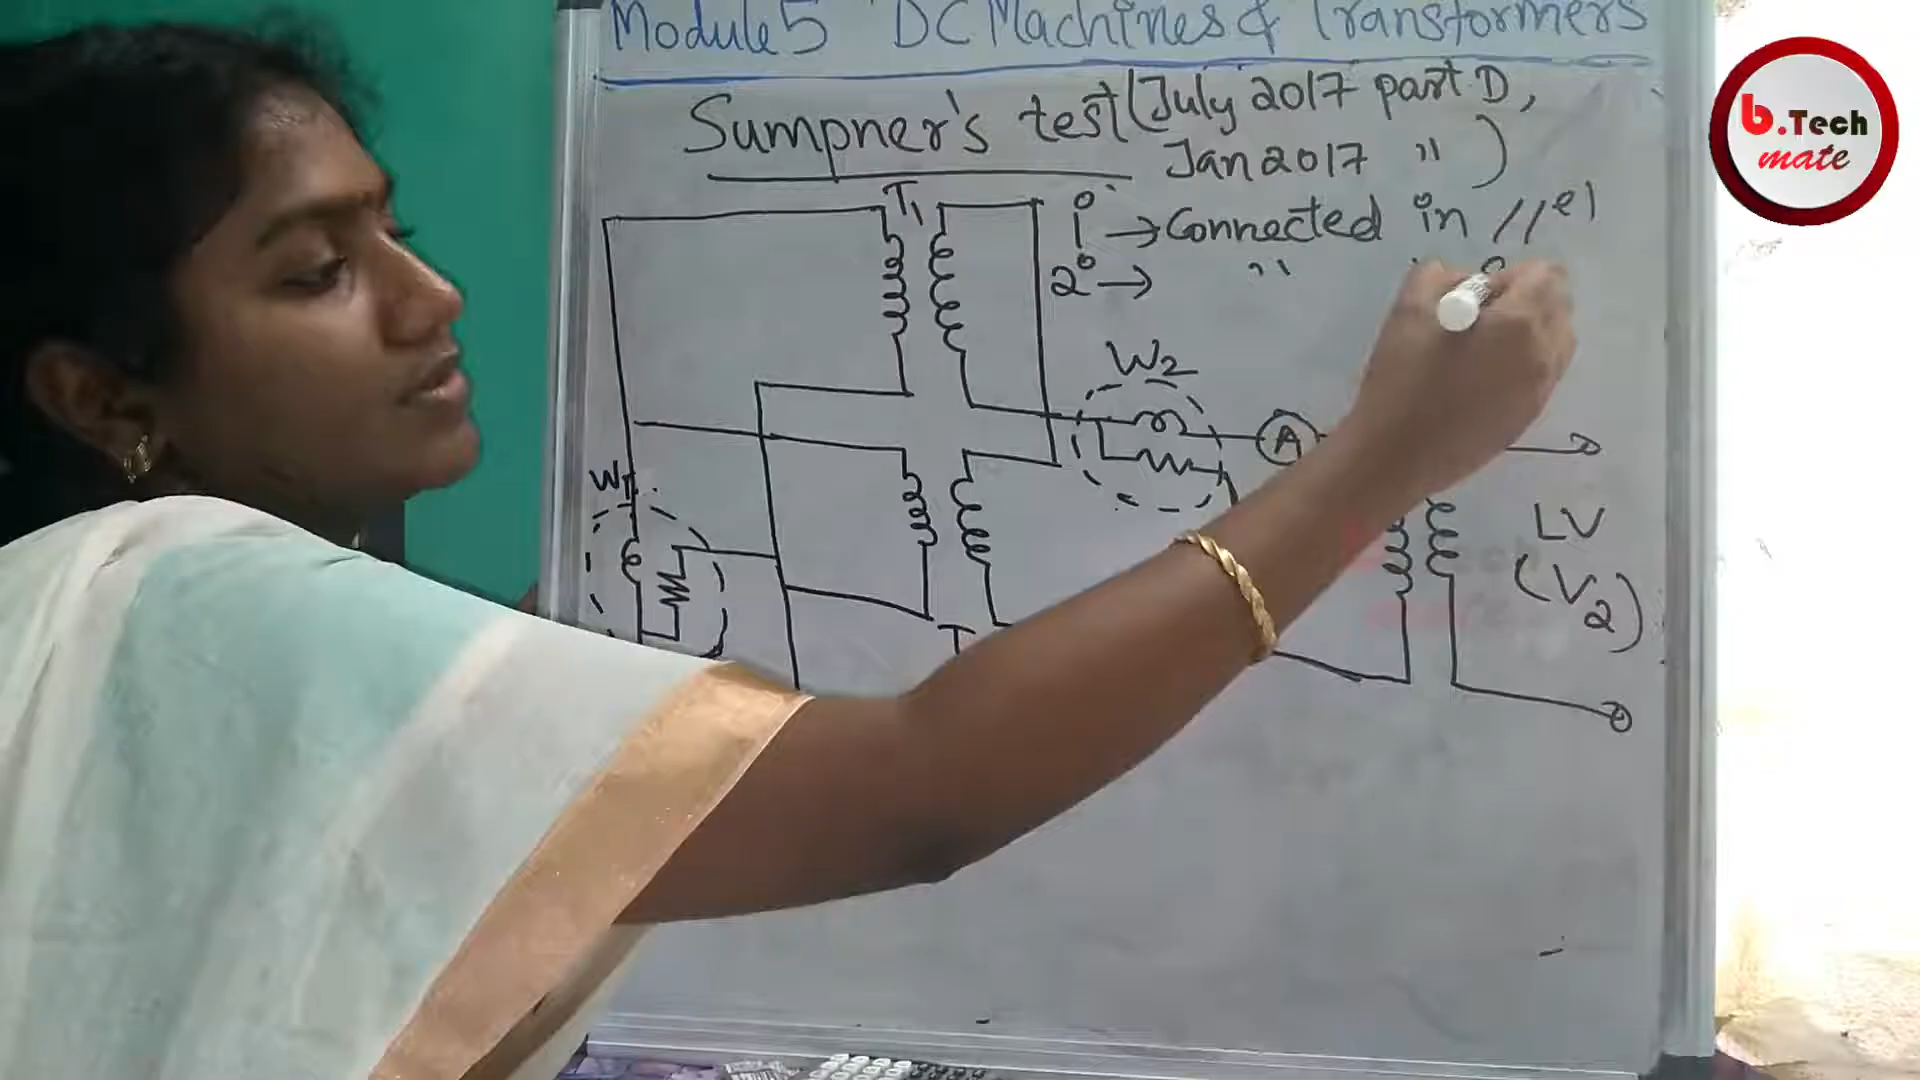 Module 5 DC Machines & Transformers
Sumpner's test (July 2017 part D,
Jan 2017 " )
T1
1° → Connected in //el
2° → "
W2
A
W1
LV
(V2)
T
b.Tech
mate